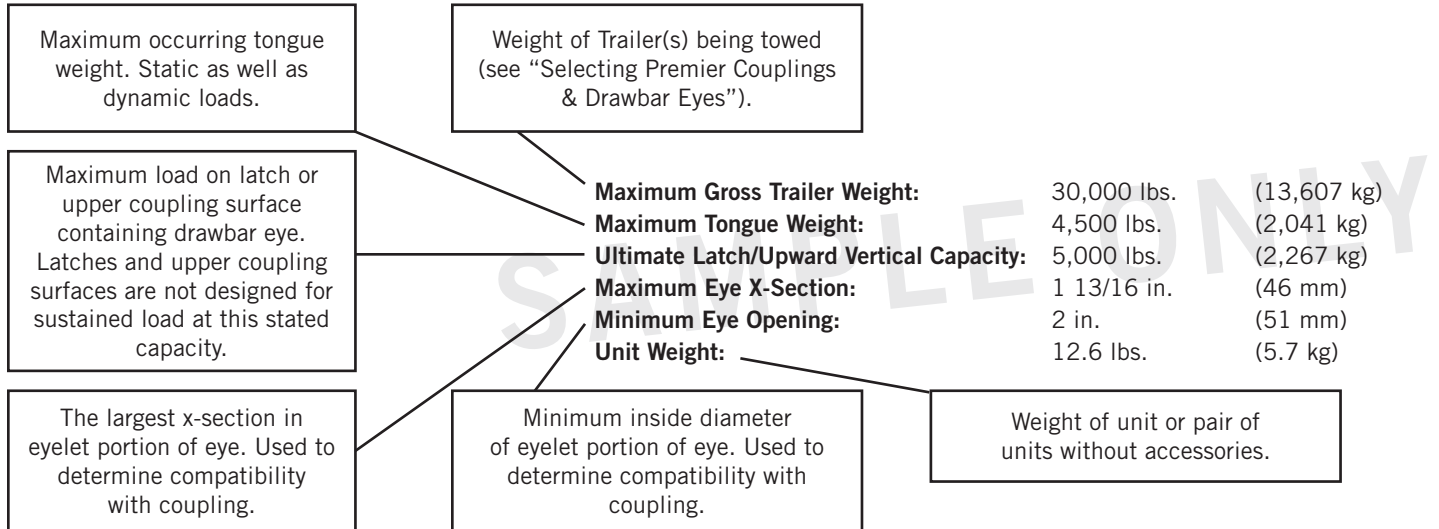 Maximum occurring tongue
weight. Static as well as
dynamic loads.
Weight of Trailer(s) being towed
(see “Selecting Premier Couplings
& Drawbar Eyes”).
Maximum load on latch or
upper coupling surface
containing drawbar eye.
Latches and upper coupling
surfaces are not designed for
sustained load at this stated
capacity.
Maximum Gross Trailer Weight: 30,000 lbs. (13,607 kg)
Maximum Tongue Weight: 4,500 lbs. (2,041 kg)
Ultimate Latch/Upward Vertical Capacity: 5,000 lbs. (2,267 kg)
Maximum Eye X-Section: 1 13/16 in. (46 mm)
Minimum Eye Opening: 2 in. (51 mm)
Unit Weight: 12.6 lbs. (5.7 kg)
SAMPLE ONLY
The largest x-section in
eyelet portion of eye. Used to
determine compatibility
with coupling.
Minimum inside diameter
of eyelet portion of eye. Used to
determine compatibility with
coupling.
Weight of unit or pair of
units without accessories.